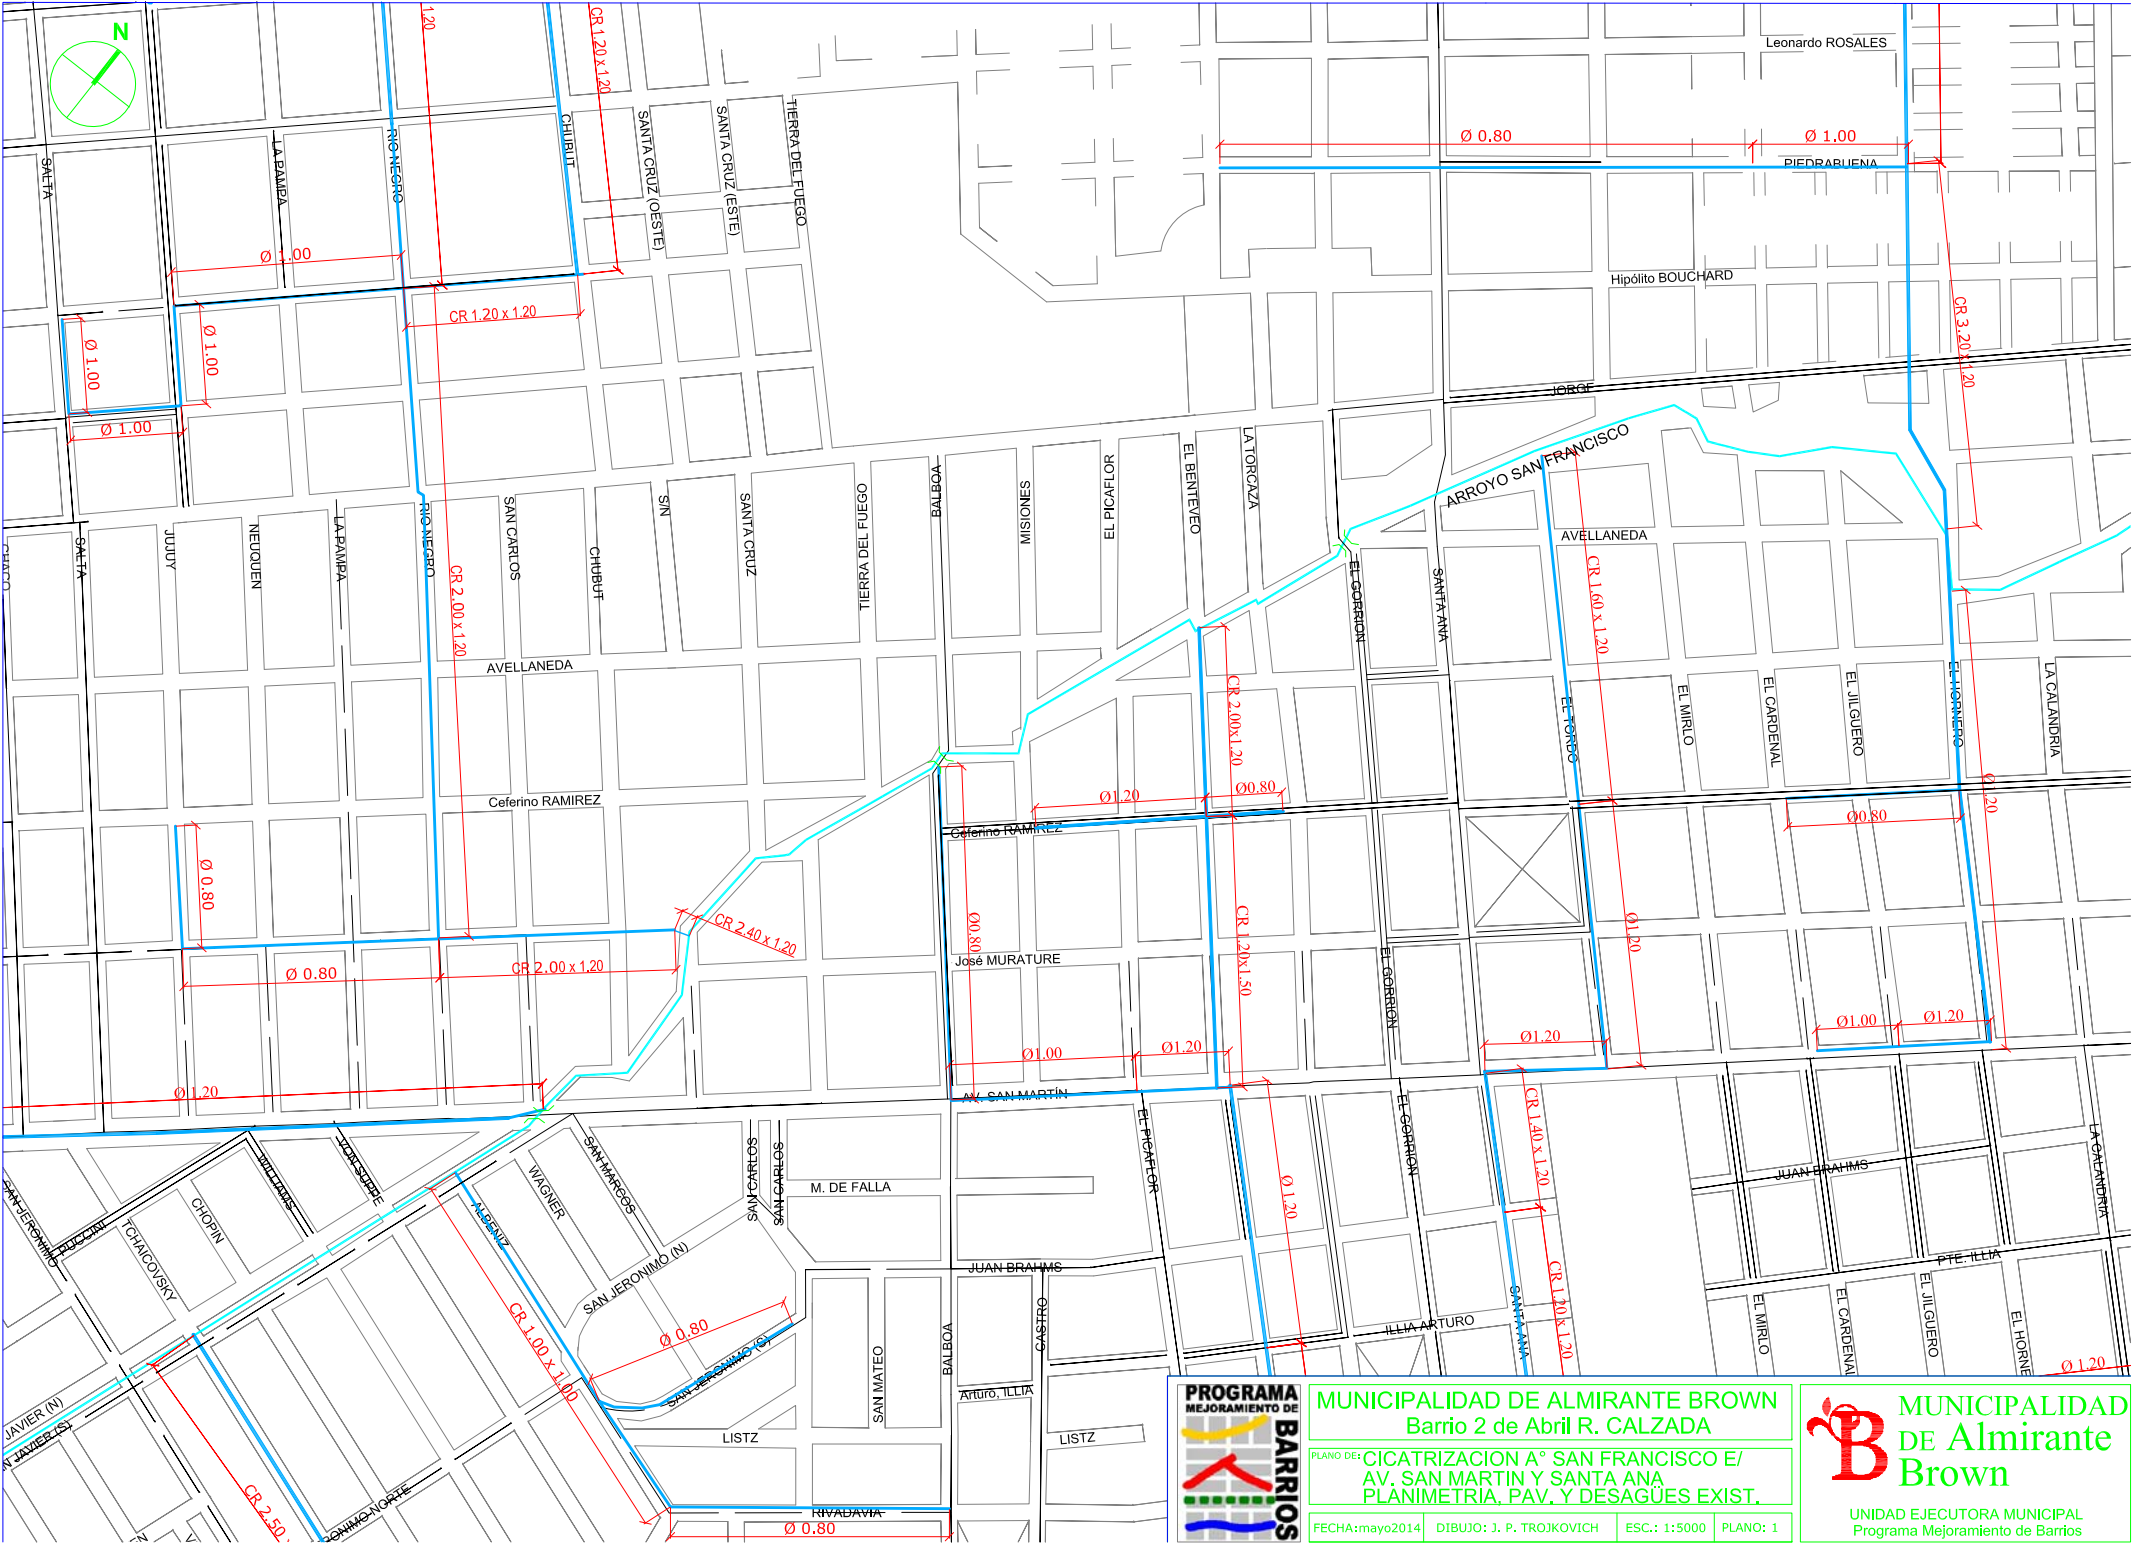 N
1.20
CR 1.20 x 1.20
Leonardo ROSALES
Ø 0.80
Ø 1.00
PIEDRABUENA
SALTA
LA PAMPA
RIO NEGRO
CHUBUT
SANTA CRUZ (OESTE)
SANTA CRUZ (ESTE)
TIERRA DEL FUEGO
Ø 1.00
CR 1.20 x 1.20
Ø 1.00
Ø 1.00
Ø 1.00
Hipólito BOUCHARD
CR 3.20 x 1.20
JORGE
ARROYO SAN FRANCISCO
SALTA
JUJUY
NEUQUEN
LA PAMPA
RIO NEGRO
SAN CARLOS
CHUBUT
S/N
SANTA CRUZ
TIERRA DEL FUEGO
BALBOA
MISIONES
EL PICAFLOR
EL BENTEVEO
LA TORCAZA
EL GORRION
SANTA ANA
AVELLANEDA
CR 1.60 x 1.20
CHACO
CR 2.00 x 1.20
AVELLANEDA
CR 2.00x1.20
EL TORDO
EL MIRLO
EL CARDENAL
EL JILGUERO
EL HORNERO
LA CALANDRIA
Ceferino RAMIREZ
Ø1.20
Ø0.80
Ceferino RAMIREZ
Ø1.20
Ø0.80
Ø 0.80
CR 2.40 x 1.20
Ø0.80
José MURATURE
CR 1.20x1.50
EL GORRION
Ø1.20
Ø 0.80
CR 2.00 x 1.20
Ø1.00
Ø1.20
Ø1.20
Ø1.00
Ø1.20
Ø 1.20
AV. SAN MARTÍN
SAN JERONIMO
PUCCINI
TCHAICOVSKY
CHOPIN
WILLIAMS
VON SUPPE
ALBENIZ
WAGNER
SAN MARCOS
SAN CARLOS
SAN CARLOS
M. DE FALLA
EL PICAFLOR
Ø 1.20
EL GORRION
CR 1.40 x 1.20
JUAN BRAHMS
LA CALANDRIA
SAN JERONIMO (N)
JUAN BRAHMS
PTE. ILLIA
CR 1.00 x 1.00
Ø 0.80
SAN JERONIMO (S)
SAN MATEO
BALBOA
CASTRO
Arturo, ILLIA
ILLIA ARTURO
SANTA ANA
CR 1.20 x 1.20
EL MIRLO
EL CARDENAL
EL JILGUERO
EL HORNE
Ø 1.20
JAVIER (N)
N JAVIER (S)
CR 2.50
ONIMO NORTE
LISTZ
LISTZ
RIVADAVIA
Ø 0.80
PROGRAMA
MEJORAMIENTO DE
BARRIOS
MUNICIPALIDAD DE ALMIRANTE BROWN
Barrio 2 de Abril R. CALZADA
PLANO DE: CICATRIZACION A° SAN FRANCISCO E/
AV. SAN MARTIN Y SANTA ANA
PLANIMETRÍA, PAV. Y DESAGÜES EXIST.
FECHA:mayo2014 DIBUJO: J. P. TROJKOVICH ESC.: 1:5000 PLANO: 1
MUNICIPALIDAD
DE Almirante
Brown
UNIDAD EJECUTORA MUNICIPAL
Programa Mejoramiento de Barrios